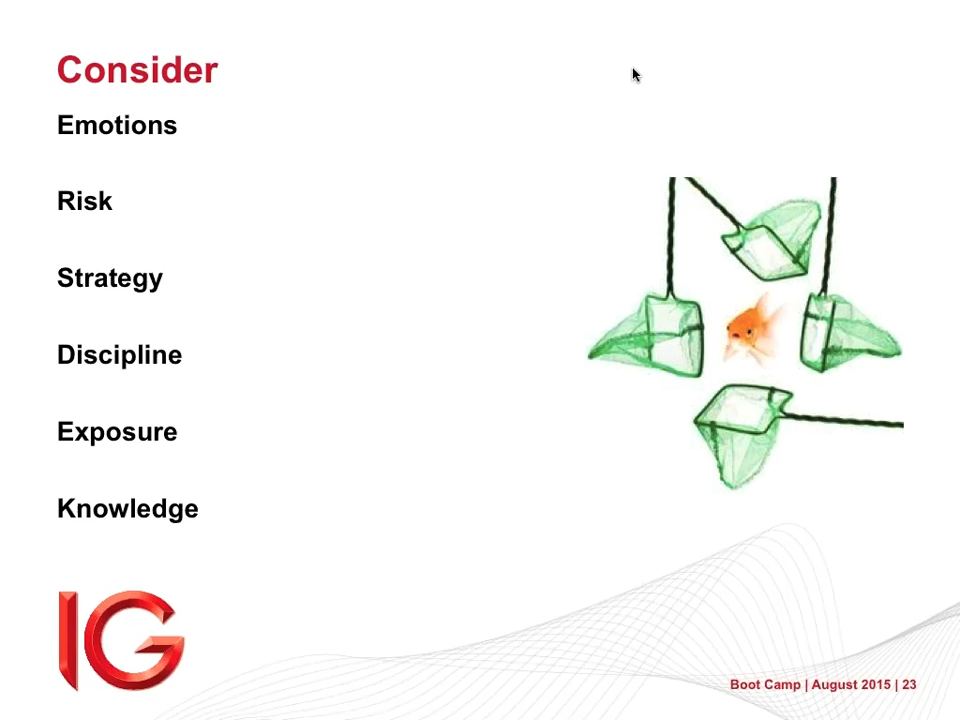 Consider
Emotions
Risk
Strategy
Discipline
Exposure
Knowledge
IG
Boot Camp | August 2015 | 23